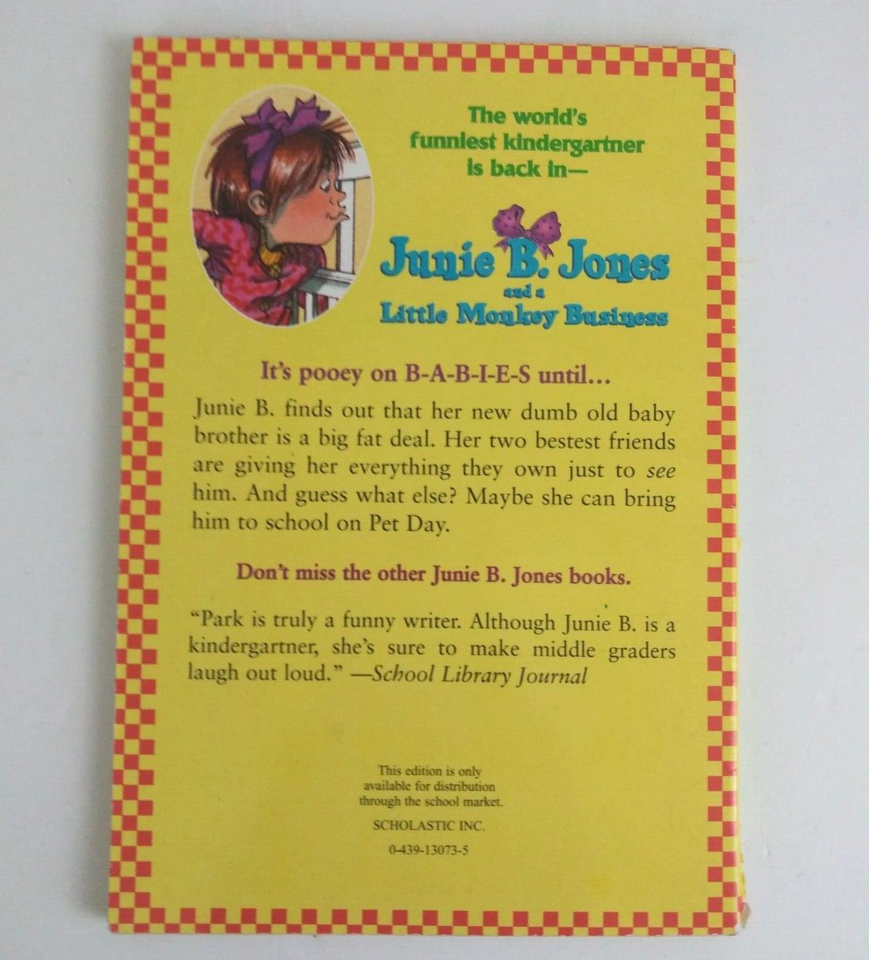 The world's
funniest kindergartner
is back in—
Junie B. Jones
and a
Little Monkey Business
It's pooey on B-A-B-I-E-S until...
Junie B. finds out that her new dumb old baby
brother is a big fat deal. Her two bestest friends
are giving her everything they own just to see
him. And guess what else? Maybe she can bring
him to school on Pet Day.
Don't miss the other Junie B. Jones books.
“Park is truly a funny writer. Although Junie B. is a
kindergartner, she's sure to make middle graders
laugh out loud.” —School Library Journal
This edition is only
available for distribution
through the school market.
SCHOLASTIC INC.
0-439-13073-5